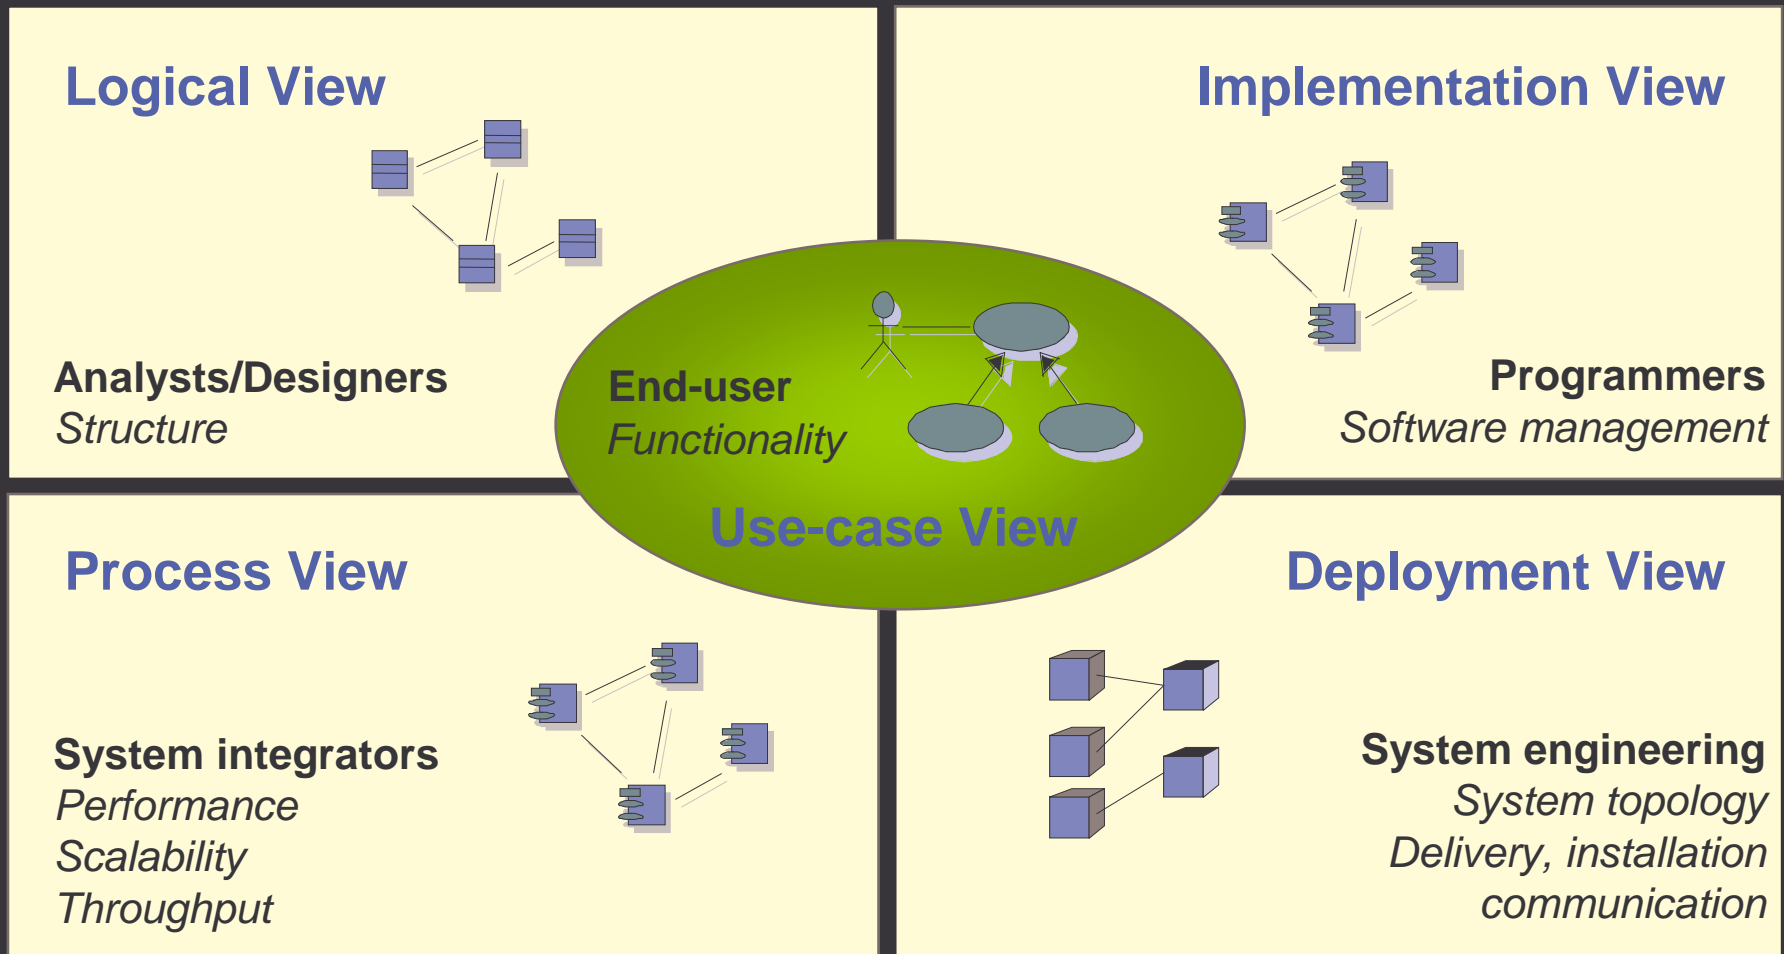 Logical View
Analysts/Designers
Structure
Implementation View
Programmers
Software management
End-user
Functionality
Use-case View
Process View
System integrators
Performance
Scalability
Throughput
Deployment View
System engineering
System topology
Delivery, installation
communication